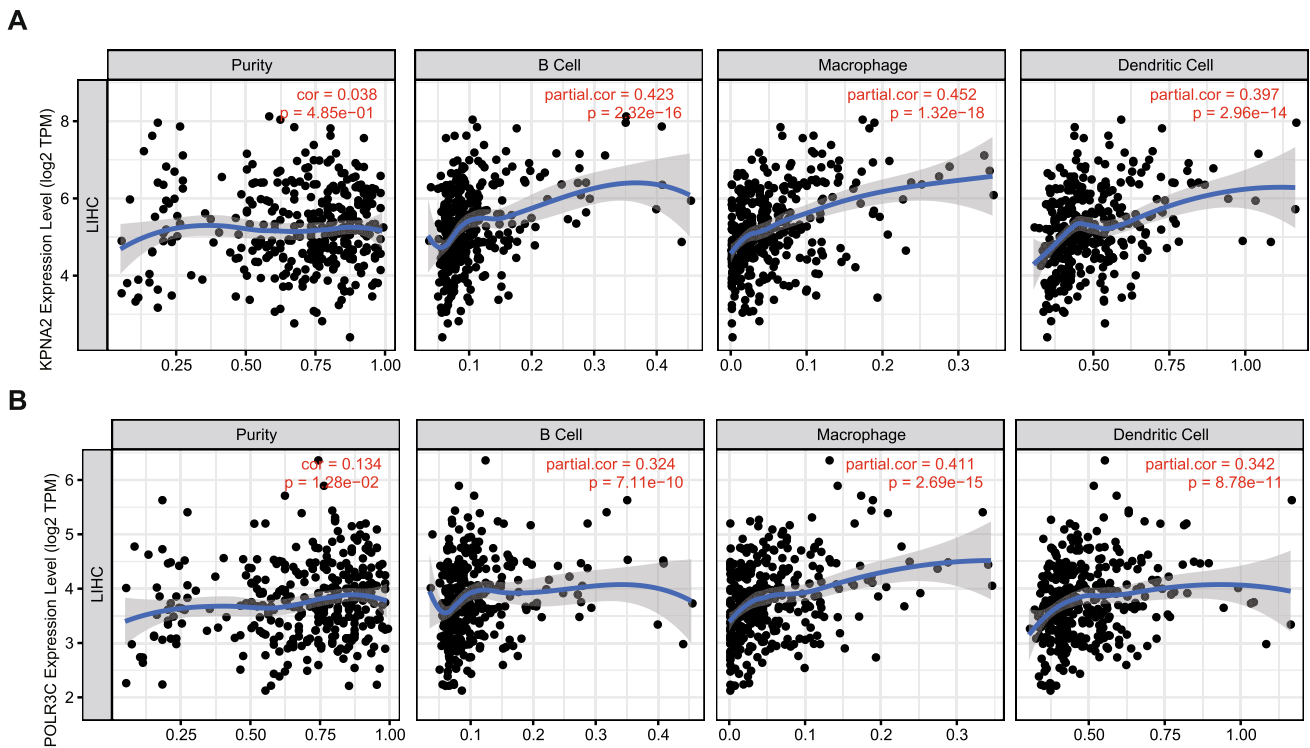 A
Purity
B Cell
Macrophage
Dendritic Cell
LIHC
KPNA2 Expression Level (log2 TPM)
cor = 0.038
p = 4.85e−01
partial.cor = 0.423
p = 2.32e−16
partial.cor = 0.452
p = 1.32e−18
partial.cor = 0.397
p = 2.96e−14
8
6
4
0.25 0.50 0.75 1.00
0.1 0.2 0.3 0.4
0.0 0.1 0.2 0.3
0.50 0.75 1.00
B
Purity
B Cell
Macrophage
Dendritic Cell
LIHC
POLR3C Expression Level (log2 TPM)
cor = 0.134
p = 1.28e−02
partial.cor = 0.324
p = 7.11e−10
partial.cor = 0.411
p = 2.69e−15
partial.cor = 0.342
p = 8.78e−11
6
5
4
3
2
0.25 0.50 0.75 1.00
0.1 0.2 0.3 0.4
0.0 0.1 0.2 0.3
0.50 0.75 1.00